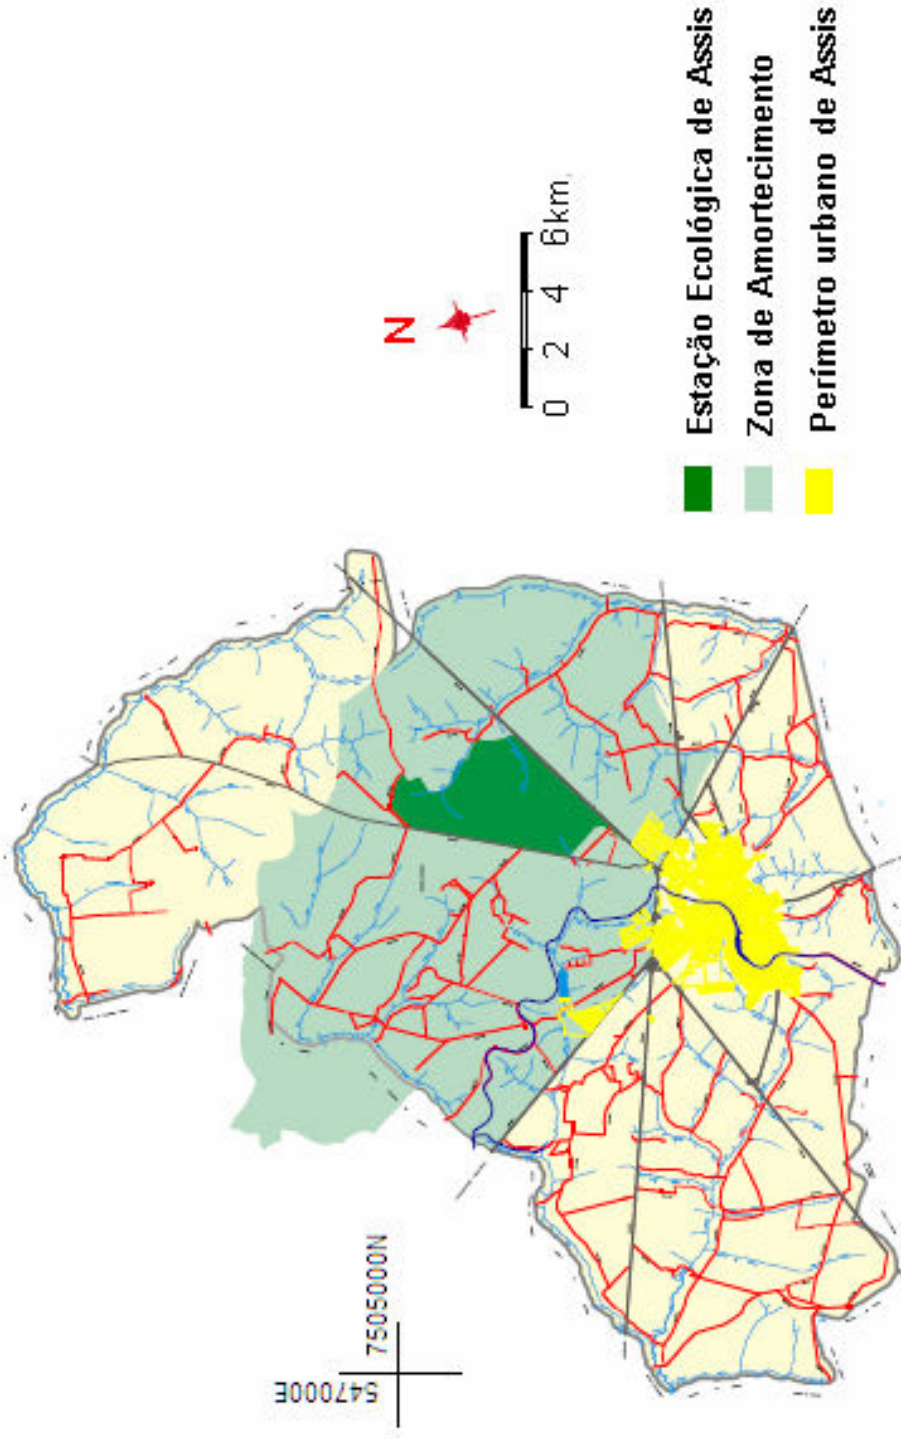 7505000N
547000E
N
0 2 4 6km
Estação Ecológica de Assis
Zona de Amortecimento
Perímetro urbano de Assis